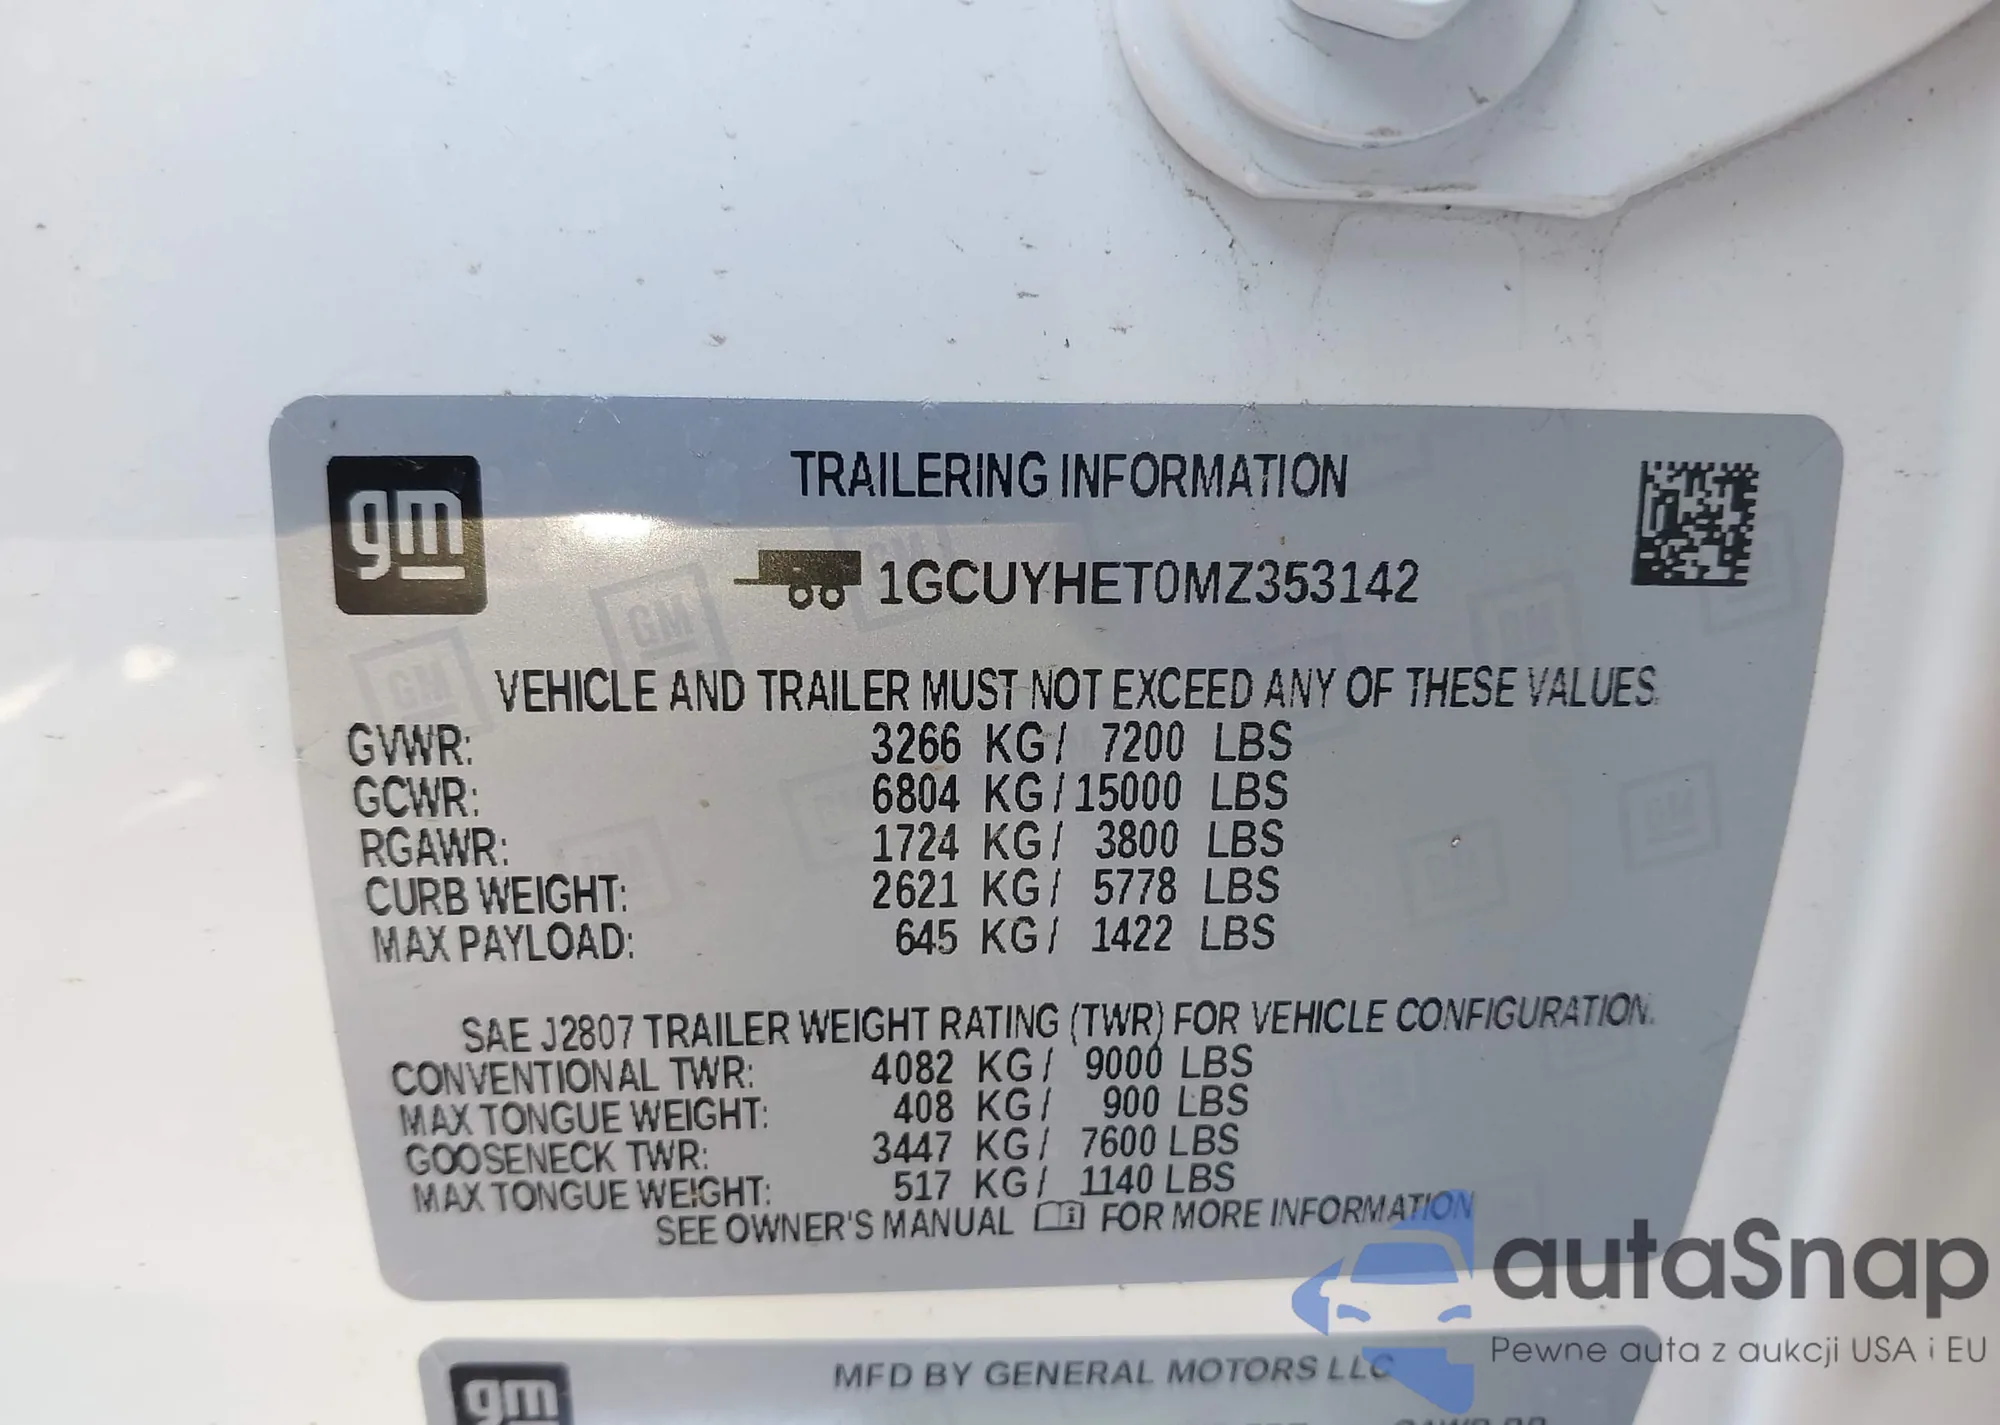 gm
TRAILERING INFORMATION
1GCUYHET0MZ353142
VEHICLE AND TRAILER MUST NOT EXCEED ANY OF THESE VALUES.
GVWR: 3266 KG / 7200 LBS
GCWR: 6804 KG / 15000 LBS
RGAWR: 1724 KG / 3800 LBS
CURB WEIGHT: 2621 KG / 5778 LBS
MAX PAYLOAD: 645 KG / 1422 LBS
SAE J2807 TRAILER WEIGHT RATING (TWR) FOR VEHICLE CONFIGURATION.
CONVENTIONAL TWR: 4082 KG / 9000 LBS
MAX TONGUE WEIGHT: 408 KG / 900 LBS
GOOSENECK TWR: 3447 KG / 7600 LBS
MAX TONGUE WEIGHT: 517 KG / 1140 LBS
SEE OWNER'S MANUAL FOR MORE INFORMATION
autaSnap
Pewne auta z aukcji USA i EU
gm
MFD BY GENERAL MOTORS LLC